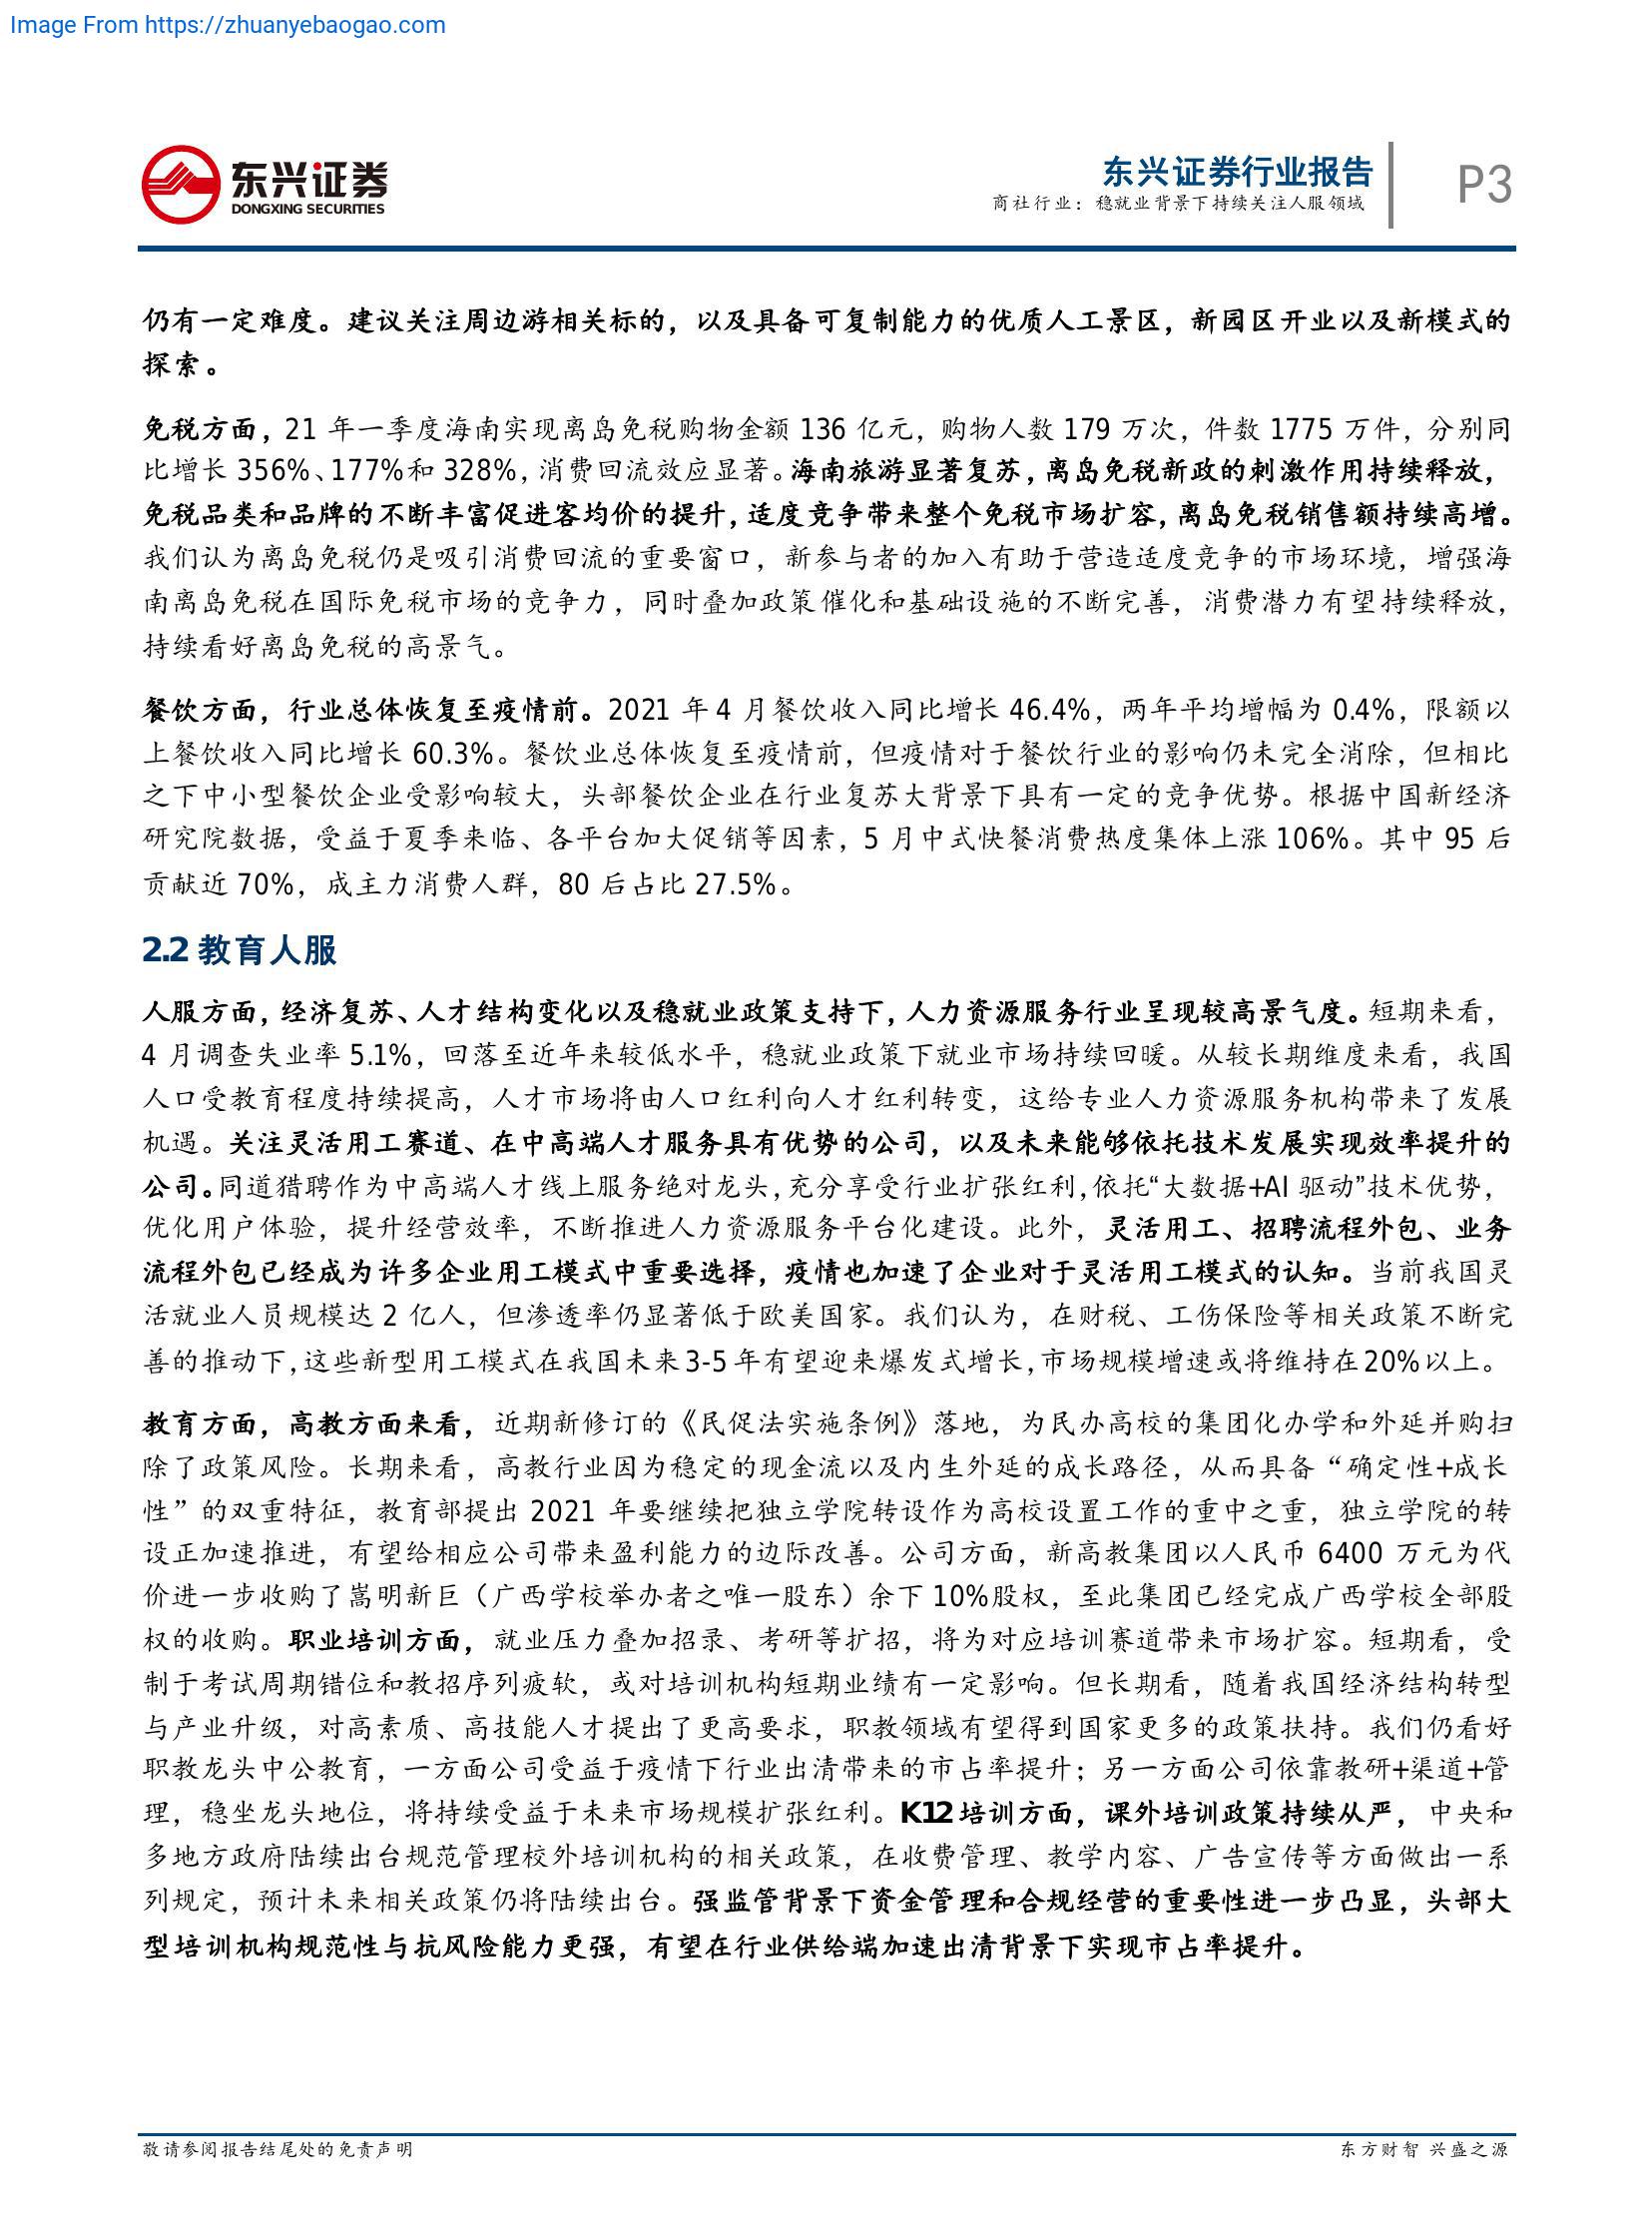 Image From https://zhuanyebaogao.com
东兴证券
DONGXING SECURITIES
东兴证券行业报告
商社行业：稳就业背景下持续关注人服领域
P3
仍有一定难度。建议关注周边游相关标的，以及具备可复制能力的优质人工景区，新园区开业以及新模式的
探索。
免税方面，21 年一季度海南实现离岛免税购物金额 136 亿元，购物人数 179 万次，件数 1775 万件，分别同
比增长 356%、177%和 328%，消费回流效应显著。海南旅游显著复苏，离岛免税新政的刺激作用持续释放，
免税品类和品牌的不断丰富促进客均价的提升，适度竞争带来整个免税市场扩容，离岛免税销售额持续高增。
我们认为离岛免税仍是吸引消费回流的重要窗口，新参与者的加入有助于营造适度竞争的市场环境，增强海
南离岛免税在国际免税市场的竞争力，同时叠加政策催化和基础设施的不断完善，消费潜力有望持续释放，
持续看好离岛免税的高景气。
餐饮方面，行业总体恢复至疫情前。2021 年 4 月餐饮收入同比增长 46.4%，两年平均增幅为 0.4%，限额以
上餐饮收入同比增长 60.3%。餐饮业总体恢复至疫情前，但疫情对于餐饮行业的影响仍未完全消除，但相比
之下中小型餐饮企业受影响较大，头部餐饮企业在行业复苏大背景下具有一定的竞争优势。根据中国新经济
研究院数据，受益于夏季来临、各平台加大促销等因素，5 月中式快餐消费热度集体上涨 106%。其中 95 后
贡献近 70%，成主力消费人群，80 后占比 27.5%。
2.2 教育人服
人服方面，经济复苏、人才结构变化以及稳就业政策支持下，人力资源服务行业呈现较高景气度。短期来看，
4 月调查失业率 5.1%，回落至近年来较低水平，稳就业政策下就业市场持续回暖。从较长期维度来看，我国
人口受教育程度持续提高，人才市场将由人口红利向人才红利转变，这给专业人力资源服务机构带来了发展
机遇。关注灵活用工赛道、在中高端人才服务具有优势的公司，以及未来能够依托技术发展实现效率提升的
公司。同道猎聘作为中高端人才线上服务绝对龙头，充分享受行业扩张红利，依托“大数据+AI 驱动”技术优势，
优化用户体验，提升经营效率，不断推进人力资源服务平台化建设。此外，灵活用工、招聘流程外包、业务
流程外包已经成为许多企业用工模式中重要选择，疫情也加速了企业对于灵活用工模式的认知。当前我国灵
活就业人员规模达 2 亿人，但渗透率仍显著低于欧美国家。我们认为，在财税、工伤保险等相关政策不断完
善的推动下，这些新型用工模式在我国未来 3-5 年有望迎来爆发式增长，市场规模增速或将维持在 20%以上。
教育方面，高教方面来看，近期新修订的《民促法实施条例》落地，为民办高校的集团化办学和外延并购扫
除了政策风险。长期来看，高教行业因为稳定的现金流以及内生外延的成长路径，从而具备“确定性+成长
性”的双重特征，教育部提出 2021 年要继续把独立学院转设作为高校设置工作的重中之重，独立学院的转
设正加速推进，有望给相应公司带来盈利能力的边际改善。公司方面，新高教集团以人民币 6400 万元为代
价进一步收购了嵩明新巨（广西学校举办者之唯一股东）余下 10%股权，至此集团已经完成广西学校全部股
权的收购。职业培训方面，就业压力叠加招录、考研等扩招，将为对应培训赛道带来市场扩容。短期看，受
制于考试周期错位和教招序列疲软，或对培训机构短期业绩有一定影响。但长期看，随着我国经济结构转型
与产业升级，对高素质、高技能人才提出了更高要求，职教领域有望得到国家更多的政策扶持。我们仍看好
职教龙头中公教育，一方面公司受益于疫情下行业出清带来的市占率提升；另一方面公司依靠教研+渠道+管
理，稳坐龙头地位，将持续受益于未来市场规模扩张红利。K12 培训方面，课外培训政策持续从严，中央和
多地方政府陆续出台规范管理校外培训机构的相关政策，在收费管理、教学内容、广告宣传等方面做出一系
列规定，预计未来相关政策仍将陆续出台。强监管背景下资金管理和合规经营的重要性进一步凸显，头部大
型培训机构规范性与抗风险能力更强，有望在行业供给端加速出清背景下实现市占率提升。
敬请参阅报告结尾处的免责声明
东方财智 兴盛之源